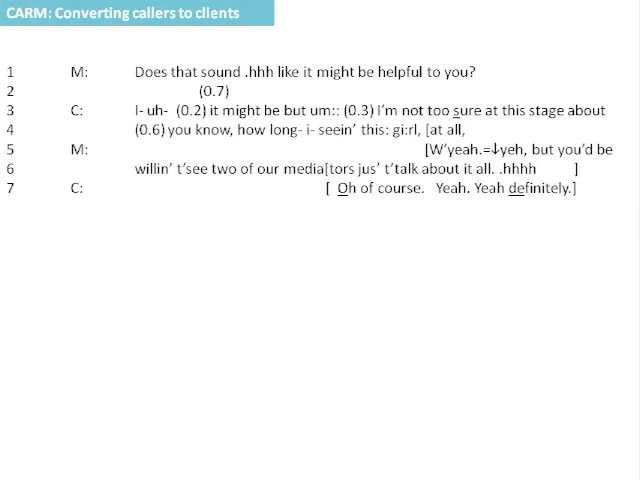 CARM: Converting callers to clients
1 M: Does that sound .hhh like it might be helpful to you?
2 (0.7)
3 C: I- uh- (0.2) it might be but um:: (0.3) I'm not too sure at this stage about
4 (0.6) you know, how long- i- seein' this: gi:rl, [at all,
5 M: [W'yeah.=↓yeh, but you'd be
6 willin' t'see two of our media[tors jus' t'talk about it all. .hhhh ]
7 C: [ Oh of course. Yeah. Yeah definitely.]